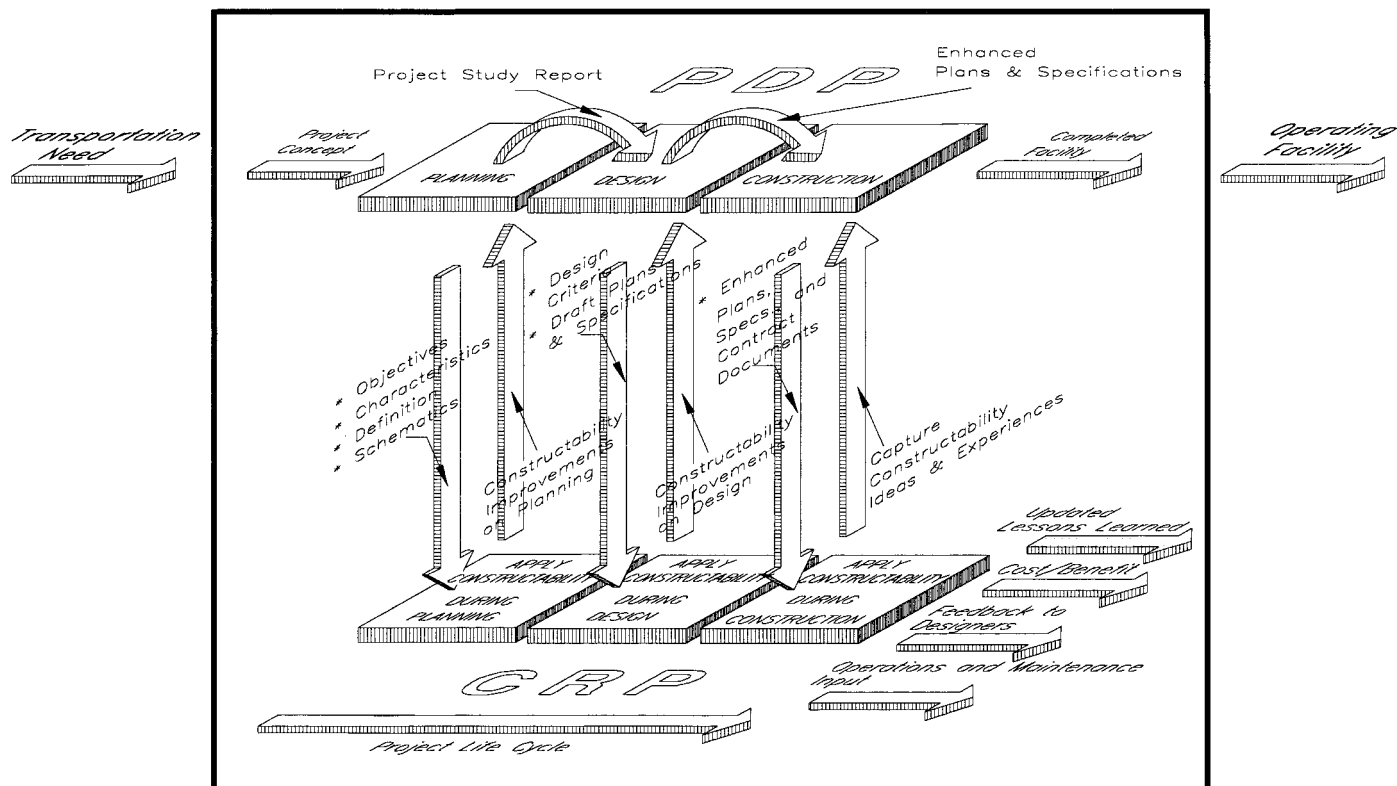 Enhanced
Plans & Specifications
Project Study Report
PDP
Transportation
Need
Project
Concept
Completed
Facility
Operating
Facility
PLANNING
DESIGN
CONSTRUCTION
* Design
Criteria
* Draft Plans
& Specifications
* Enhanced
Plans,
Specs., and
Contract
Documents
* Objectives
* Characteristics
* Definition
* Schematics
Constructability
Improvements
on Planning
Constructability
Improvements
on Design
Capture
Constructability
Ideas & Experiences
APPLY
CONSTRUCTABILITY
DURING
PLANNING
APPLY
CONSTRUCTABILITY
DURING
DESIGN
APPLY
CONSTRUCTABILITY
DURING
CONSTRUCTION
Updated
Lessons Learned
Cost/Benefit
Feedback to
Designers
Operations and Maintenance
Input
CRP
Project Life Cycle